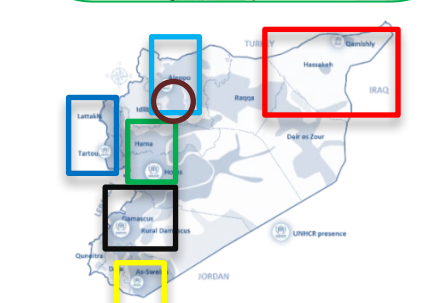 TURKEY
Qamishly
Hassakeh
Aleppo
IRAQ
Raqqa
Idlib
Lattakia
Hama
Deir es Zour
Tartous
Homs
Damascus
Rural Damascus
UNHCR presence
Quneitra
As-Sweida
JORDAN